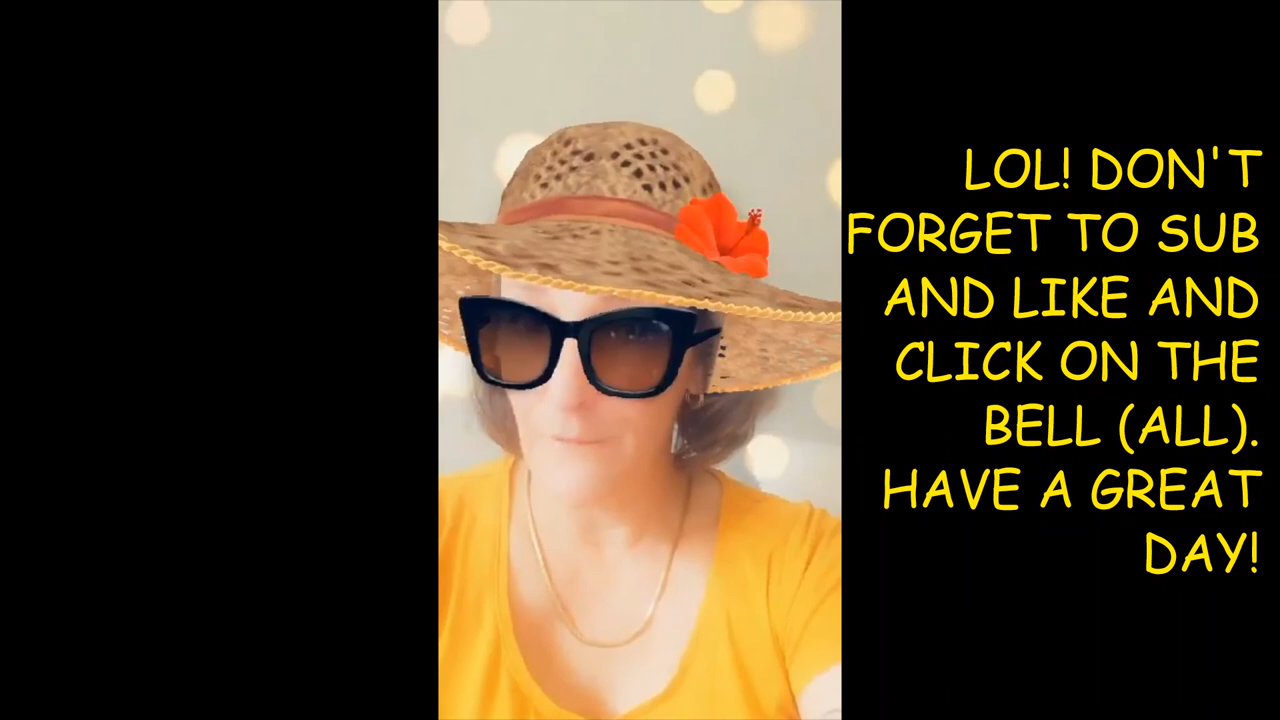 LOL! DON'T
FORGET TO SUB
AND LIKE AND
CLICK ON THE
BELL (ALL).
HAVE A GREAT
DAY!